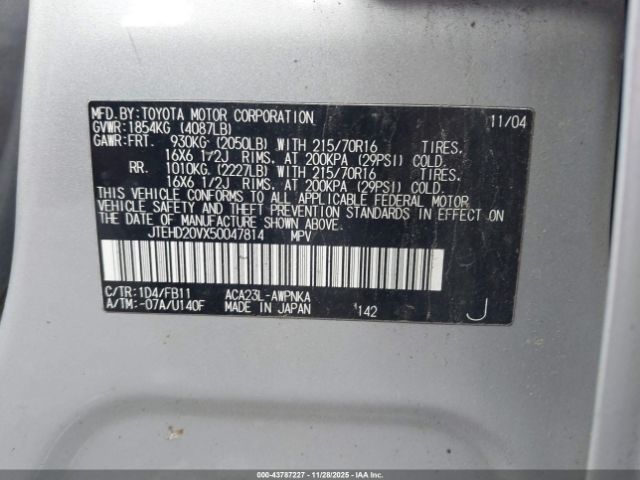 MFD.BY:TOYOTA MOTOR CORPORATION 11/04
GVWR:1854KG (4087LB)
GAWR:FRT. 930KG (2050LB) WITH 215/70R16 TIRES.
16X6 1/2J RIMS, AT 200KPA (29PSI) COLD.
RR. 1010KG (2227LB) WITH 215/70R16 TIRES.
16X6 1/2J RIMS, AT 200KPA (29PSI) COLD.
THIS VEHICLE CONFORMS TO ALL APPLICABLE FEDERAL MOTOR
VEHICLE SAFETY AND THEFT PREVENTION STANDARDS IN EFFECT ON
THE DATE OF MANUFACTURE SHOWN ABOVE.
JTEHD20VX50047814 MPV
C/TR:1D4/FB11 ACA23L-AWPNKA
A/TM:-07A/U140F MADE IN JAPAN 142 J
000-43787227 - 11/28/2025 - IAAI.COM